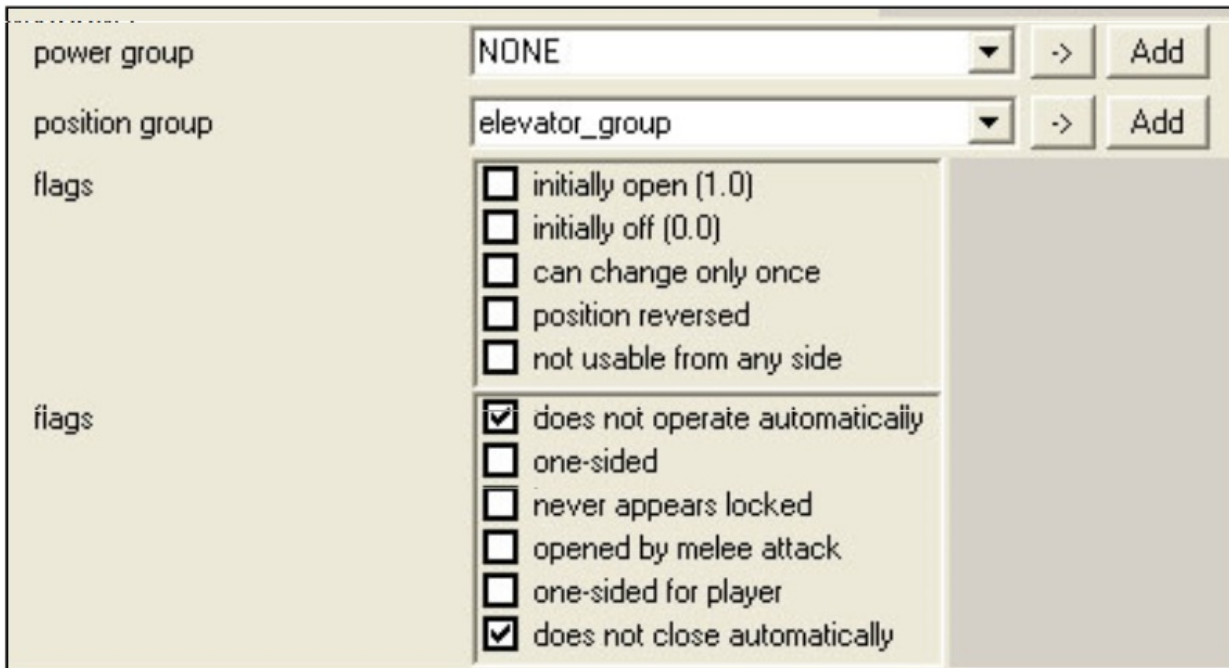 power group NONE -> Add
position group elevator_group -> Add
flags initially open (1.0)
initially off (0.0)
can change only once
position reversed
not usable from any side
flags does not operate automatically
one-sided
never appears locked
opened by melee attack
one-sided for player
does not close automatically